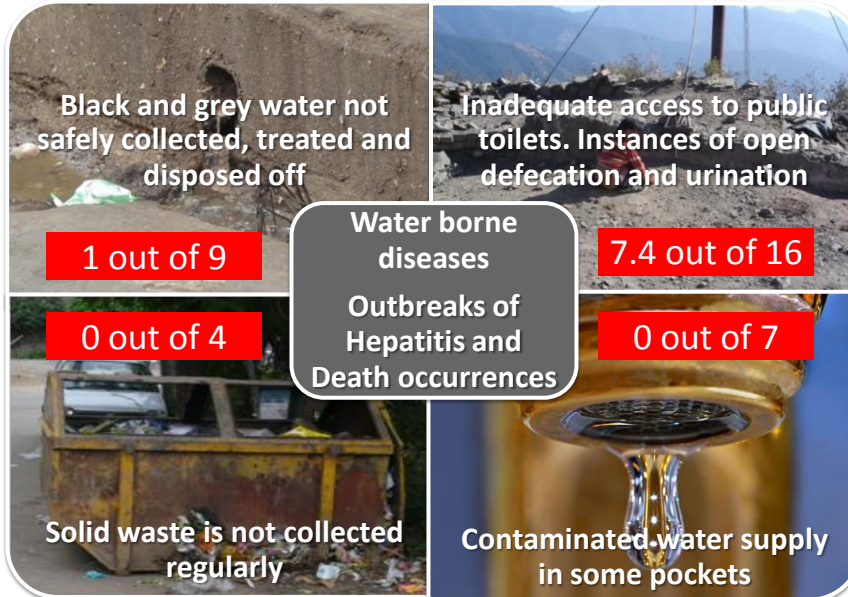 Black and grey water not
safely collected, treated and
disposed off
1 out of 9
Inadequate access to public
toilets. Instances of open
defecation and urination
7.4 out of 16
Water borne
diseases
Outbreaks of
Hepatitis and
Death occurrences
0 out of 4
Solid waste is not collected
regularly
0 out of 7
Contaminated water supply
in some pockets